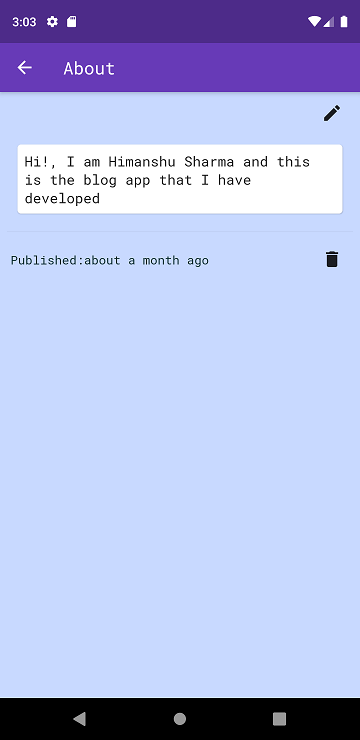 3:03
About
Hi!, I am Himanshu Sharma and this
is the blog app that I have
developed
Published:about a month ago